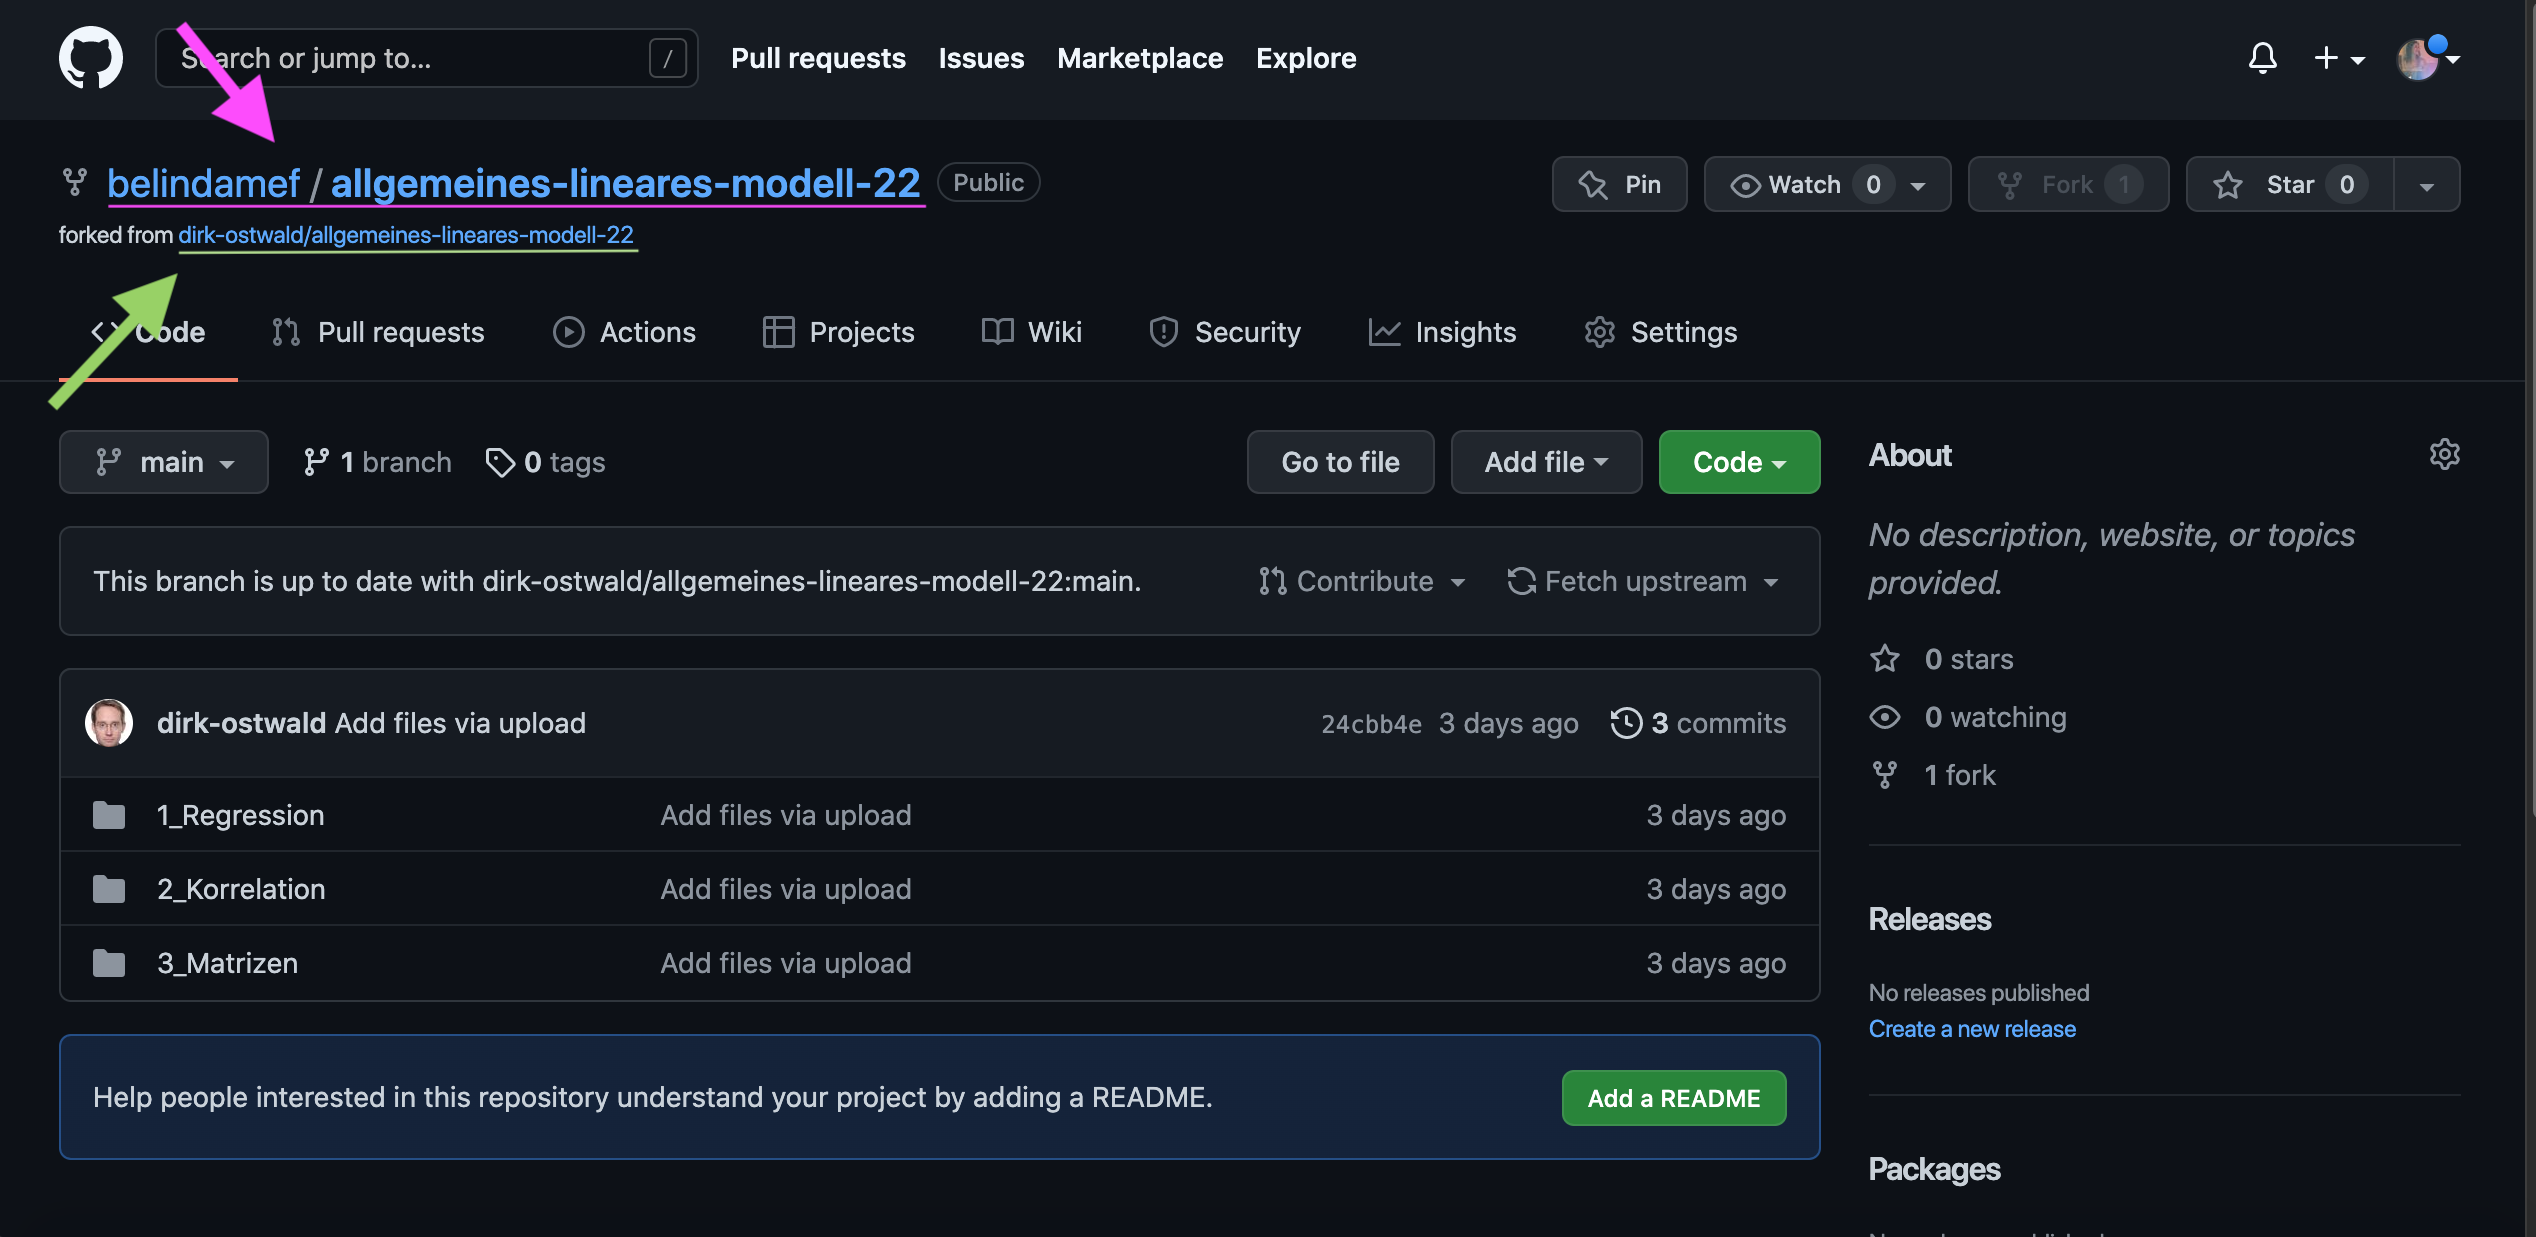 Search or jump to... /
Pull requests Issues Marketplace Explore
belindamef / allgemeines-lineares-modell-22 Public
Pin Watch 0 Fork 1 Star 0
forked from dirk-ostwald/allgemeines-lineares-modell-22
Code Pull requests Actions Projects Wiki Security Insights Settings
main 1 branch 0 tags Go to file Add file Code
This branch is up to date with dirk-ostwald/allgemeines-lineares-modell-22:main. Contribute Fetch upstream
dirk-ostwald Add files via upload 24cbb4e 3 days ago 3 commits
1_Regression Add files via upload 3 days ago
2_Korrelation Add files via upload 3 days ago
3_Matrizen Add files via upload 3 days ago
Help people interested in this repository understand your project by adding a README. Add a README
About
No description, website, or topics
provided.
0 stars
0 watching
1 fork
Releases
No releases published
Create a new release
Packages